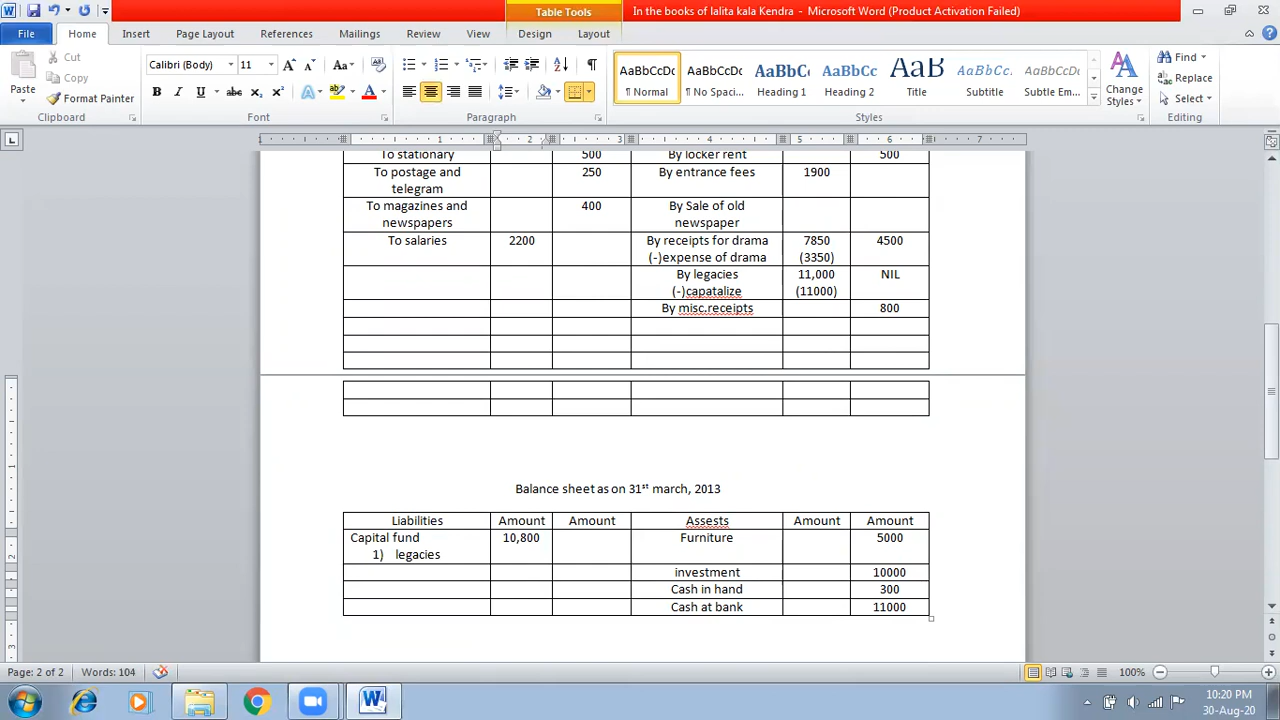 Table Tools
In the books of lalita kala Kendra - Microsoft Word (Product Activation Failed)
File Home Insert Page Layout References Mailings Review View Design Layout
Cut
Copy
Format Painter
Paste
Clipboard
Calibri (Body) 11
Font
Paragraph
AaBbCcDc AaBbCcDc AaBbCc AaBbCc AaB AaBbCcD AaBbCcDc
¶ Normal ¶ No Spaci... Heading 1 Heading 2 Title Subtitle Subtle Em...
Styles
Change Styles
Find
Replace
Select
Editing
1 2 3 4 5 6 7
To stationary 500 By locker rent 500
To postage and telegram 250 By entrance fees 1900
To magazines and newspapers 400 By Sale of old newspaper
To salaries 2200 By receipts for drama 7850 4500
(-)expense of drama (3350)
By legacies 11,000 NIL
(-)capatalize (11000)
By misc.receipts 800
Balance sheet as on 31st march, 2013
Liabilities Amount Amount Assests Amount Amount
Capital fund 10,800 Furniture 5000
1) legacies
investment 10000
Cash in hand 300
Cash at bank 11000
Page: 2 of 2 Words: 104 100%
10:20 PM
30-Aug-20